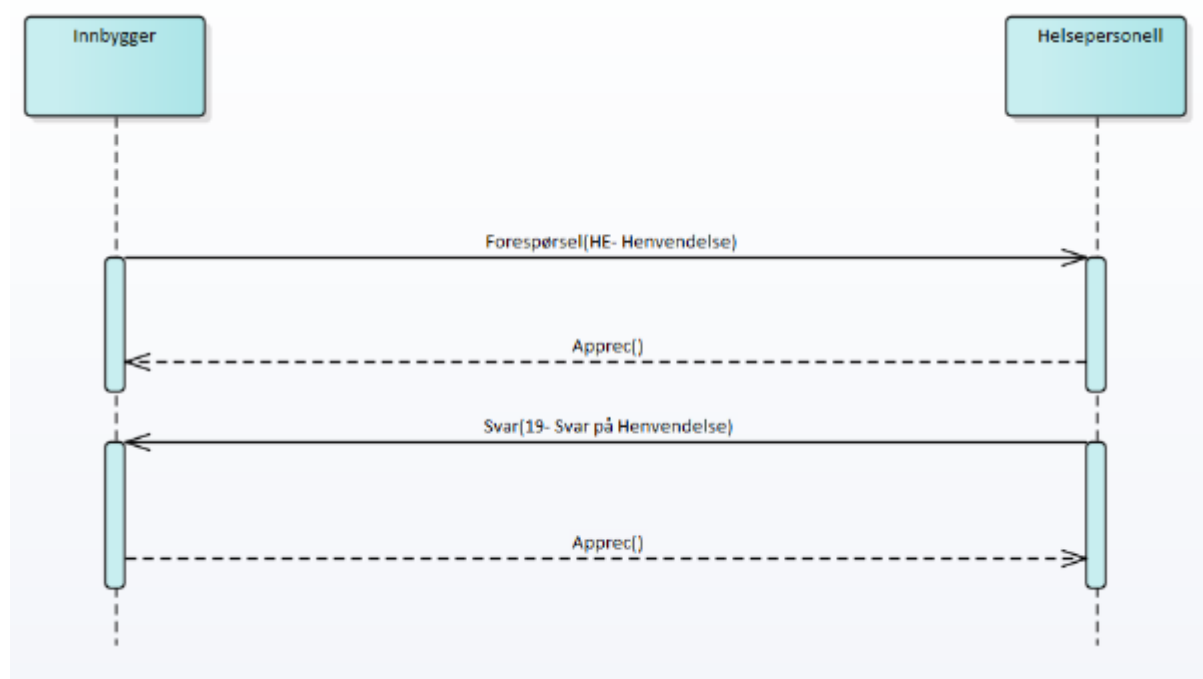 Innbygger
Helsepersonell
Forespørsel(HE- Henvendelse)
Apprec()
Svar(19- Svar på Henvendelse)
Apprec()